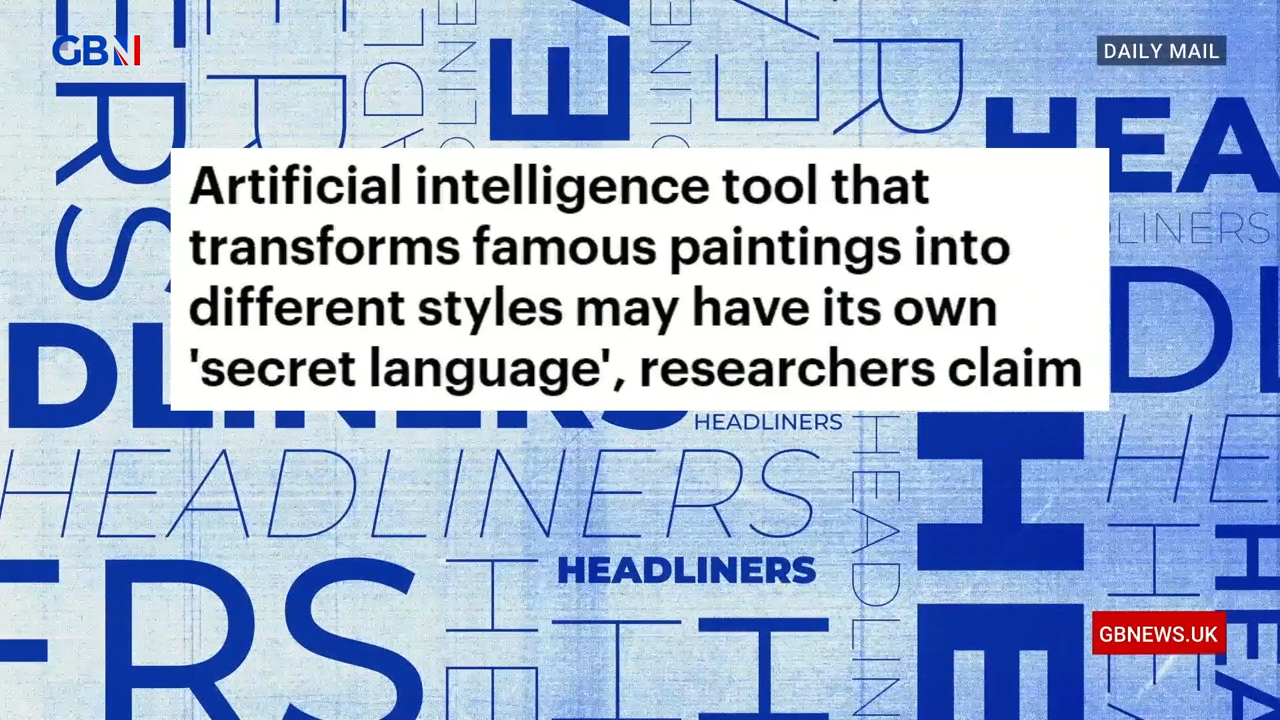 GBN
DAILY MAIL
Artificial intelligence tool that
transforms famous paintings into
different styles may have its own
'secret language', researchers claim
HEADLINERS
HEADLINERS
HEADLINERS
GBNEWS.UK